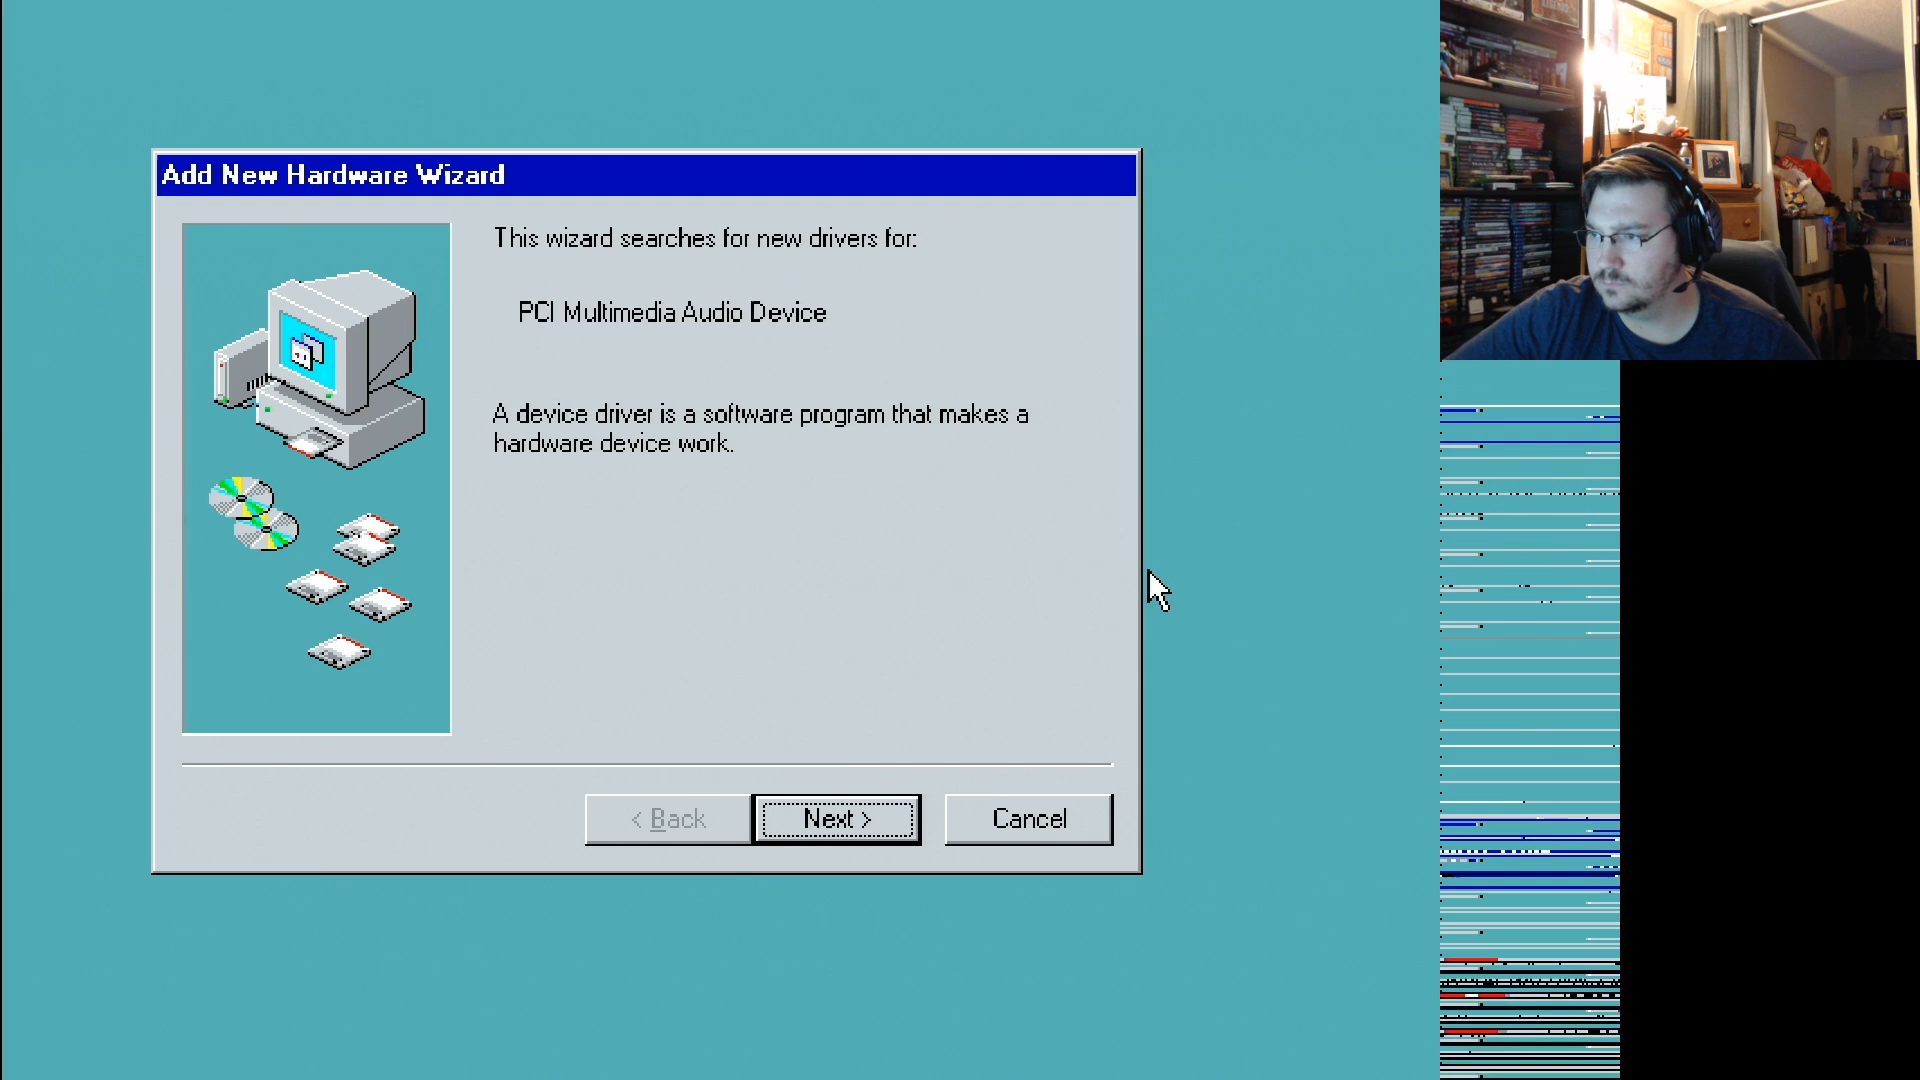 Add New Hardware Wizard
This wizard searches for new drivers for:
PCI Multimedia Audio Device
A device driver is a software program that makes a
hardware device work.
< Back
Next >
Cancel